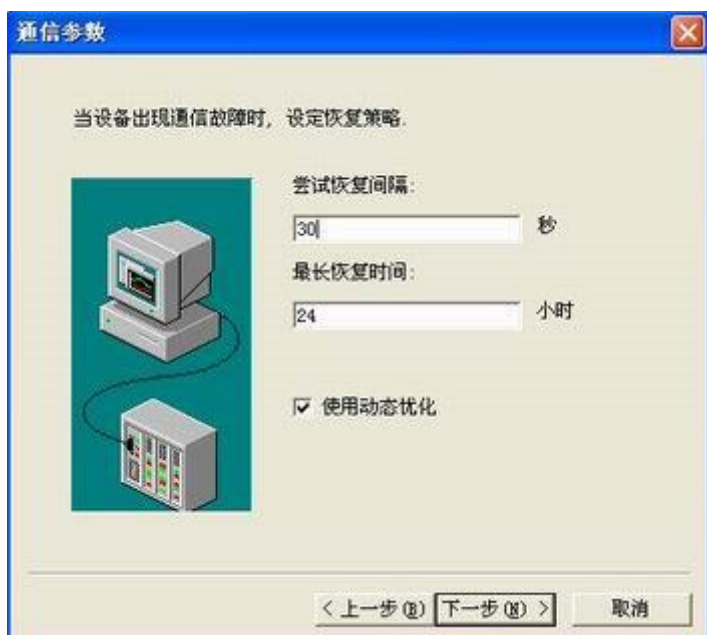 通信参数
当设备出现通信故障时，设定恢复策略.
尝试恢复间隔:
30 秒
最长恢复时间:
24 小时
使用动态优化
< 上一步(B) 下一步(N) > 取消